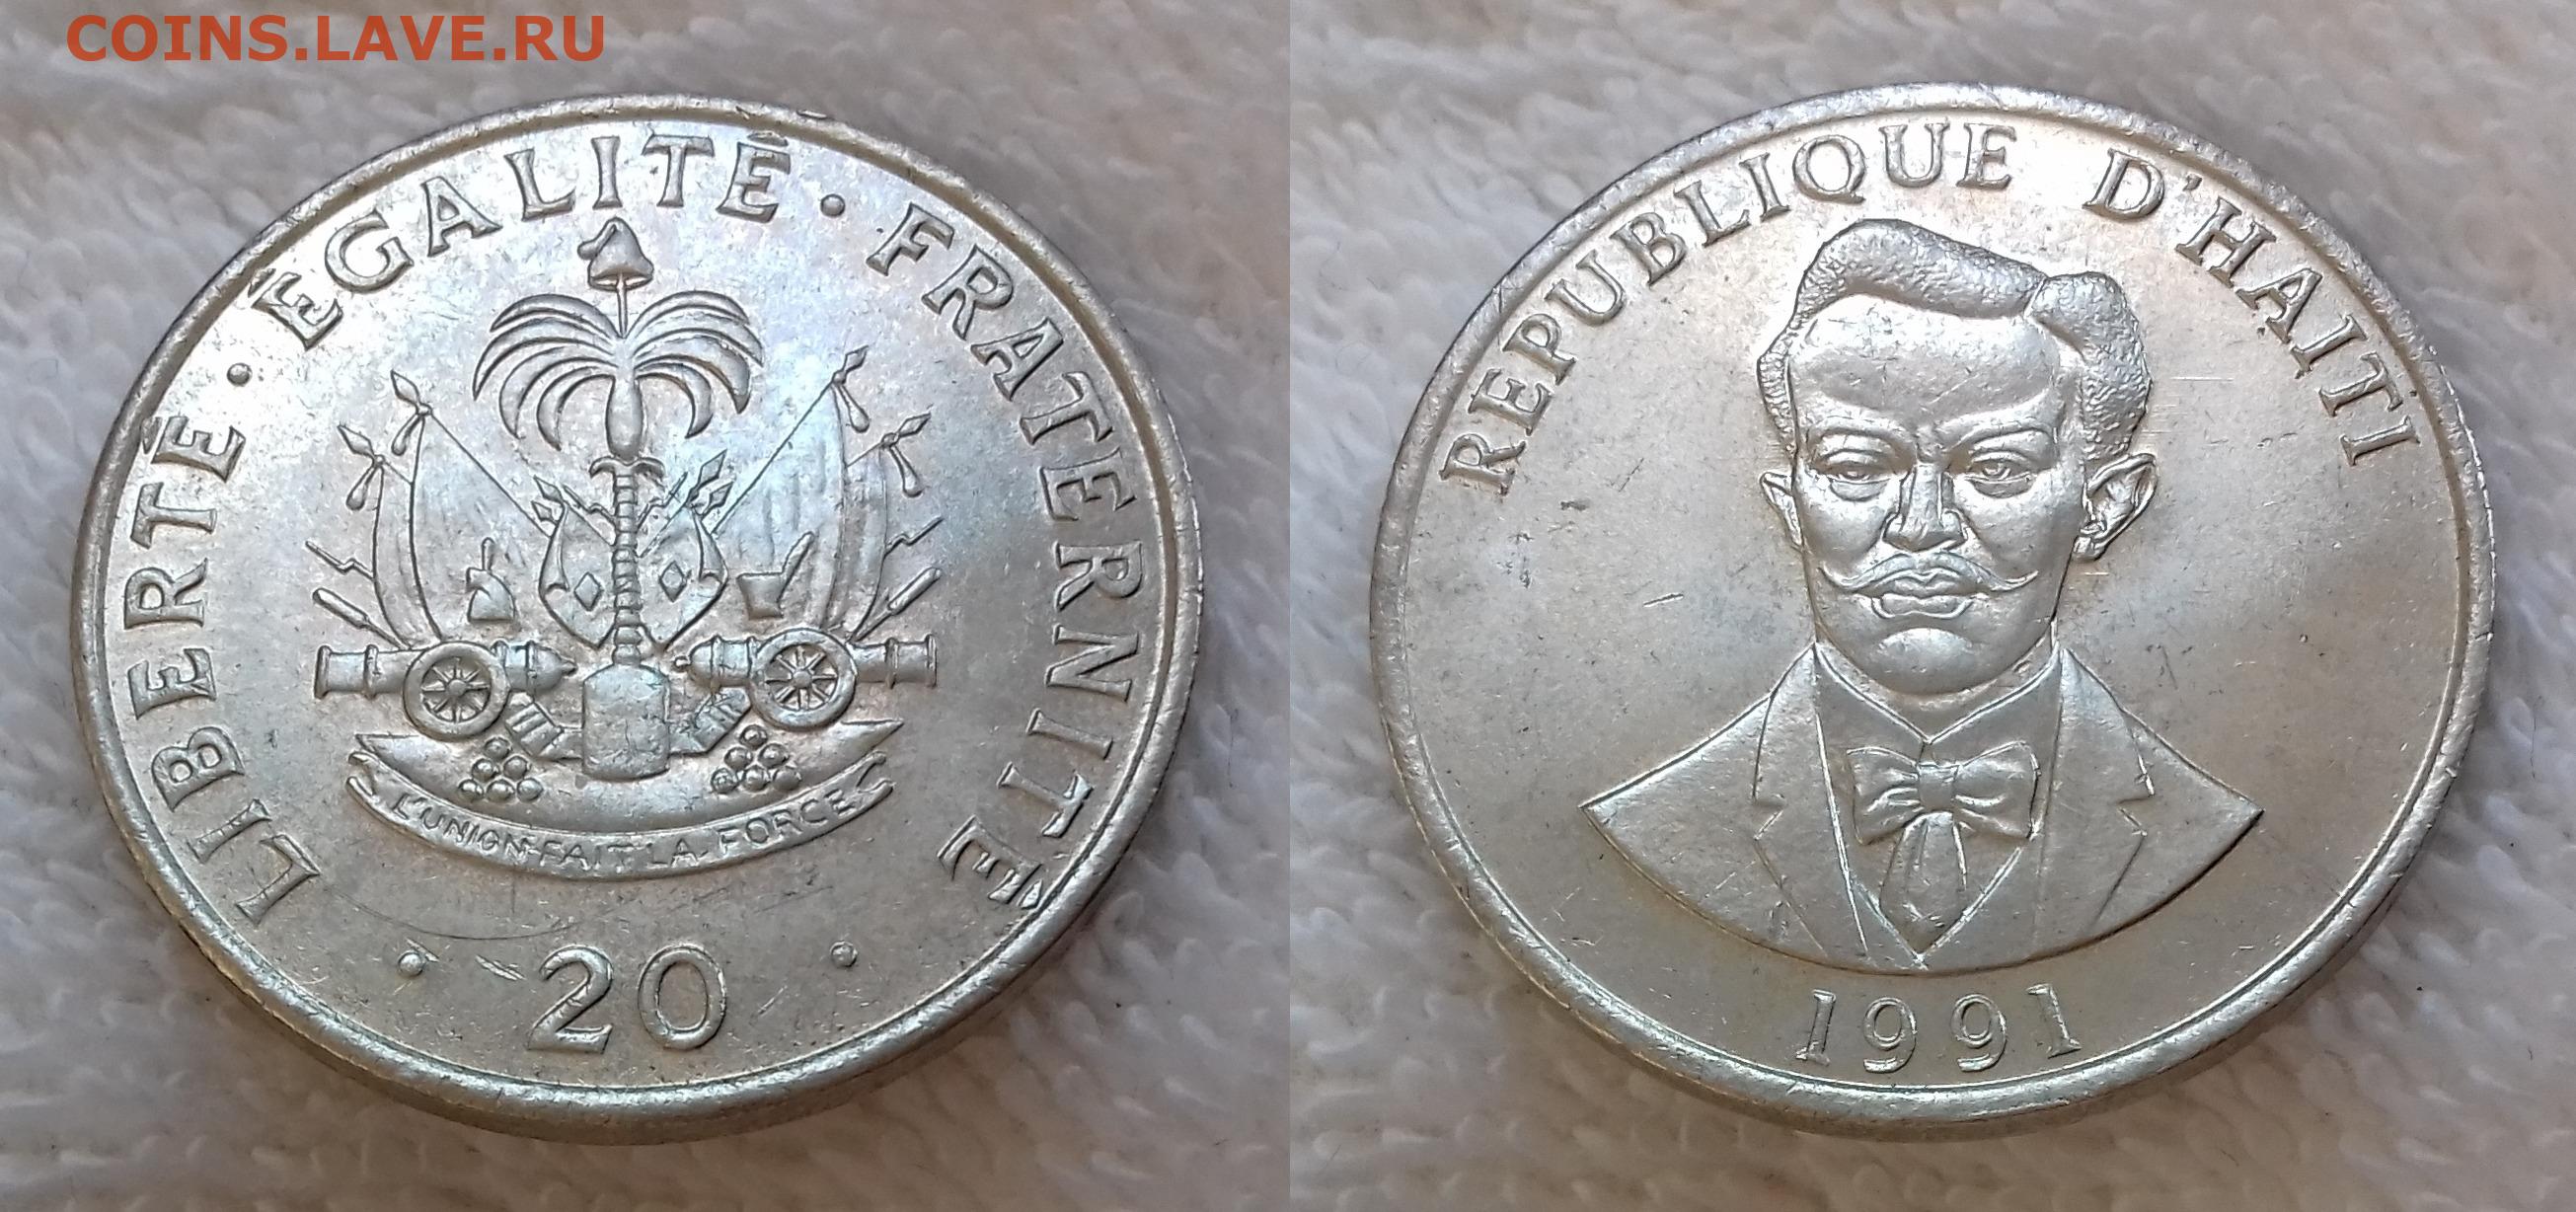 COINS.LAVE.RU
LIBERTÉ · ÉGALITÉ · FRATERNITÉ
L'UNION FAIT LA FORCE
· 20 ·
REPUBLIQUE D'HAITI
1991